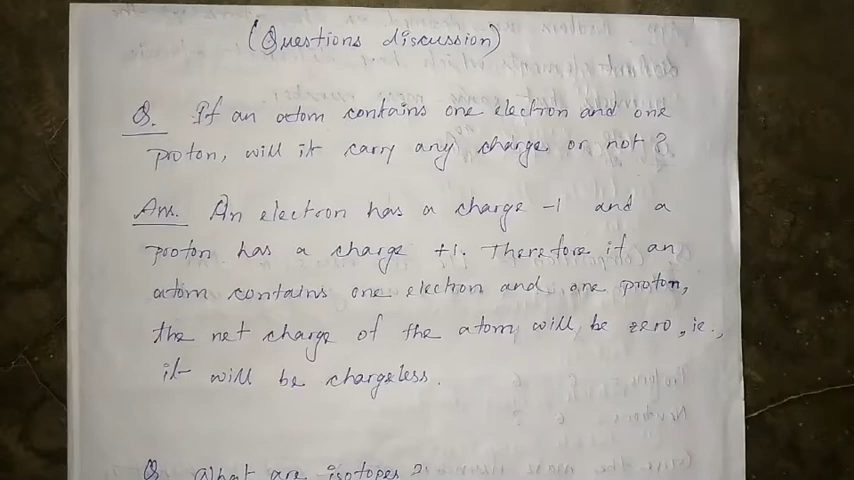 (Questions discussion)
Q. If an atom contains one electron and one
proton, will it carry any charge or not ?
Ans. An electron has a charge -1 and a
proton has a charge +1. Therefore if an
atom contains one electron and one proton,
the net charge of the atom will be zero, ie.,
it will be chargeless.
Q What are isotopes ?